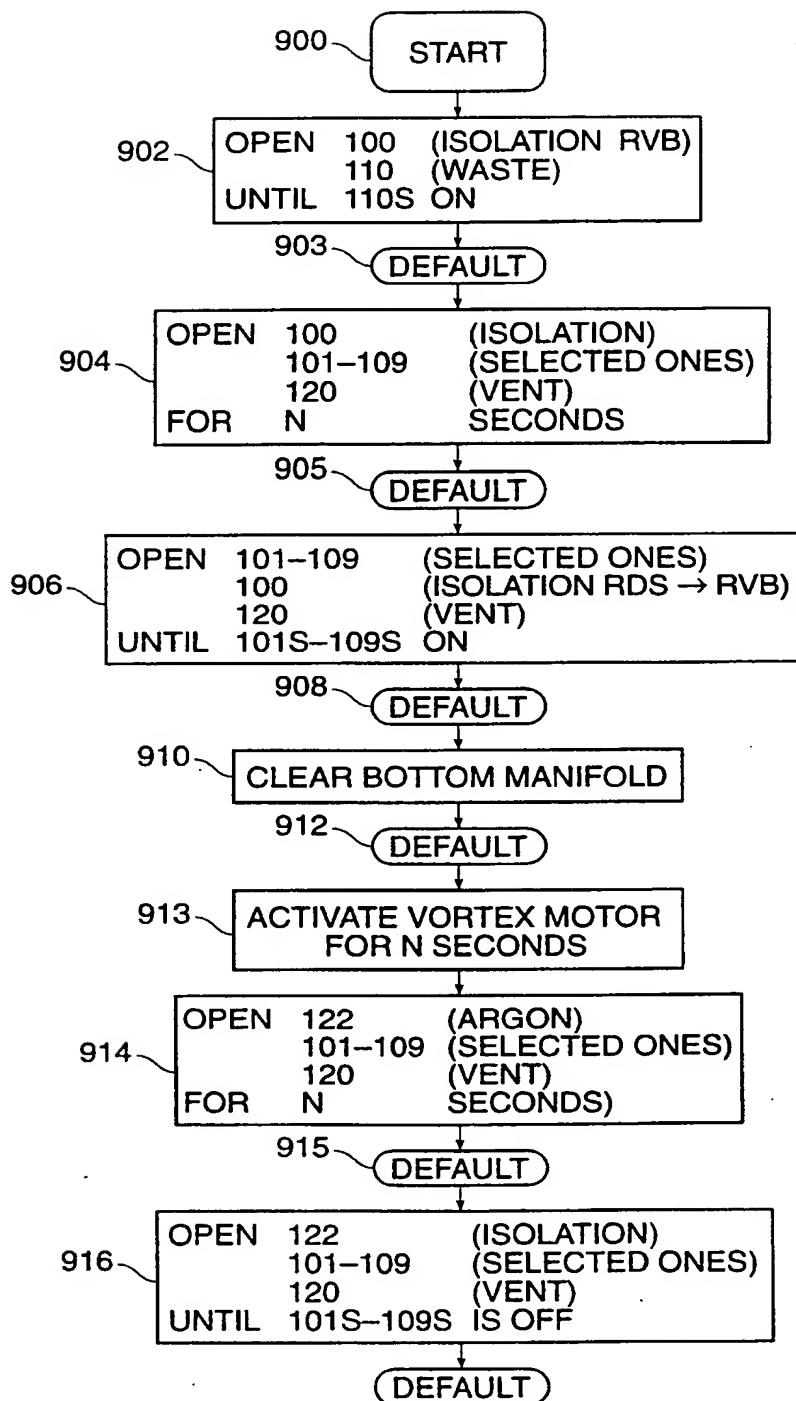 900 START
902 OPEN 100 (ISOLATION RVB)
110 (WASTE)
UNTIL 110S ON
903 DEFAULT
OPEN 100 (ISOLATION)
904 101–109 (SELECTED ONES)
120 (VENT)
FOR N SECONDS
905 DEFAULT
OPEN 101–109 (SELECTED ONES)
906 100 (ISOLATION RDS → RVB)
120 (VENT)
UNTIL 101S–109S ON
908 DEFAULT
910 CLEAR BOTTOM MANIFOLD
912 DEFAULT
913 ACTIVATE VORTEX MOTOR
FOR N SECONDS
OPEN 122 (ARGON)
914 101–109 (SELECTED ONES)
120 (VENT)
FOR N SECONDS)
915 DEFAULT
OPEN 122 (ISOLATION)
916 101–109 (SELECTED ONES)
120 (VENT)
UNTIL 101S–109S IS OFF
DEFAULT